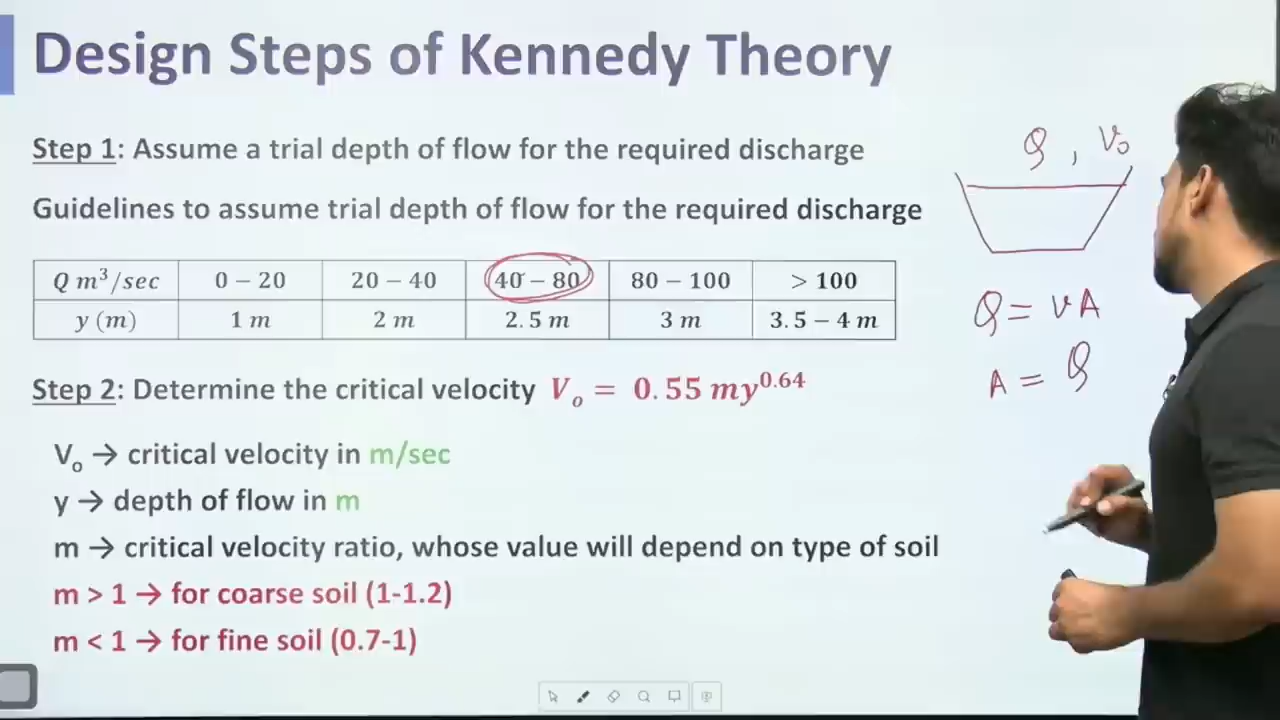 Design Steps of Kennedy Theory
Step 1: Assume a trial depth of flow for the required discharge
Guidelines to assume trial depth of flow for the required discharge
Q m³/sec 0 – 20 20 – 40 40 – 80 80 – 100 > 100
y (m) 1 m 2 m 2.5 m 3 m 3.5 – 4 m
Step 2: Determine the critical velocity Vₒ = 0.55 my^0.64
Vₒ → critical velocity in m/sec
y → depth of flow in m
m → critical velocity ratio, whose value will depend on type of soil
m > 1 → for coarse soil (1-1.2)
m < 1 → for fine soil (0.7-1)
Q , Vₒ
Q = VA
A = Q